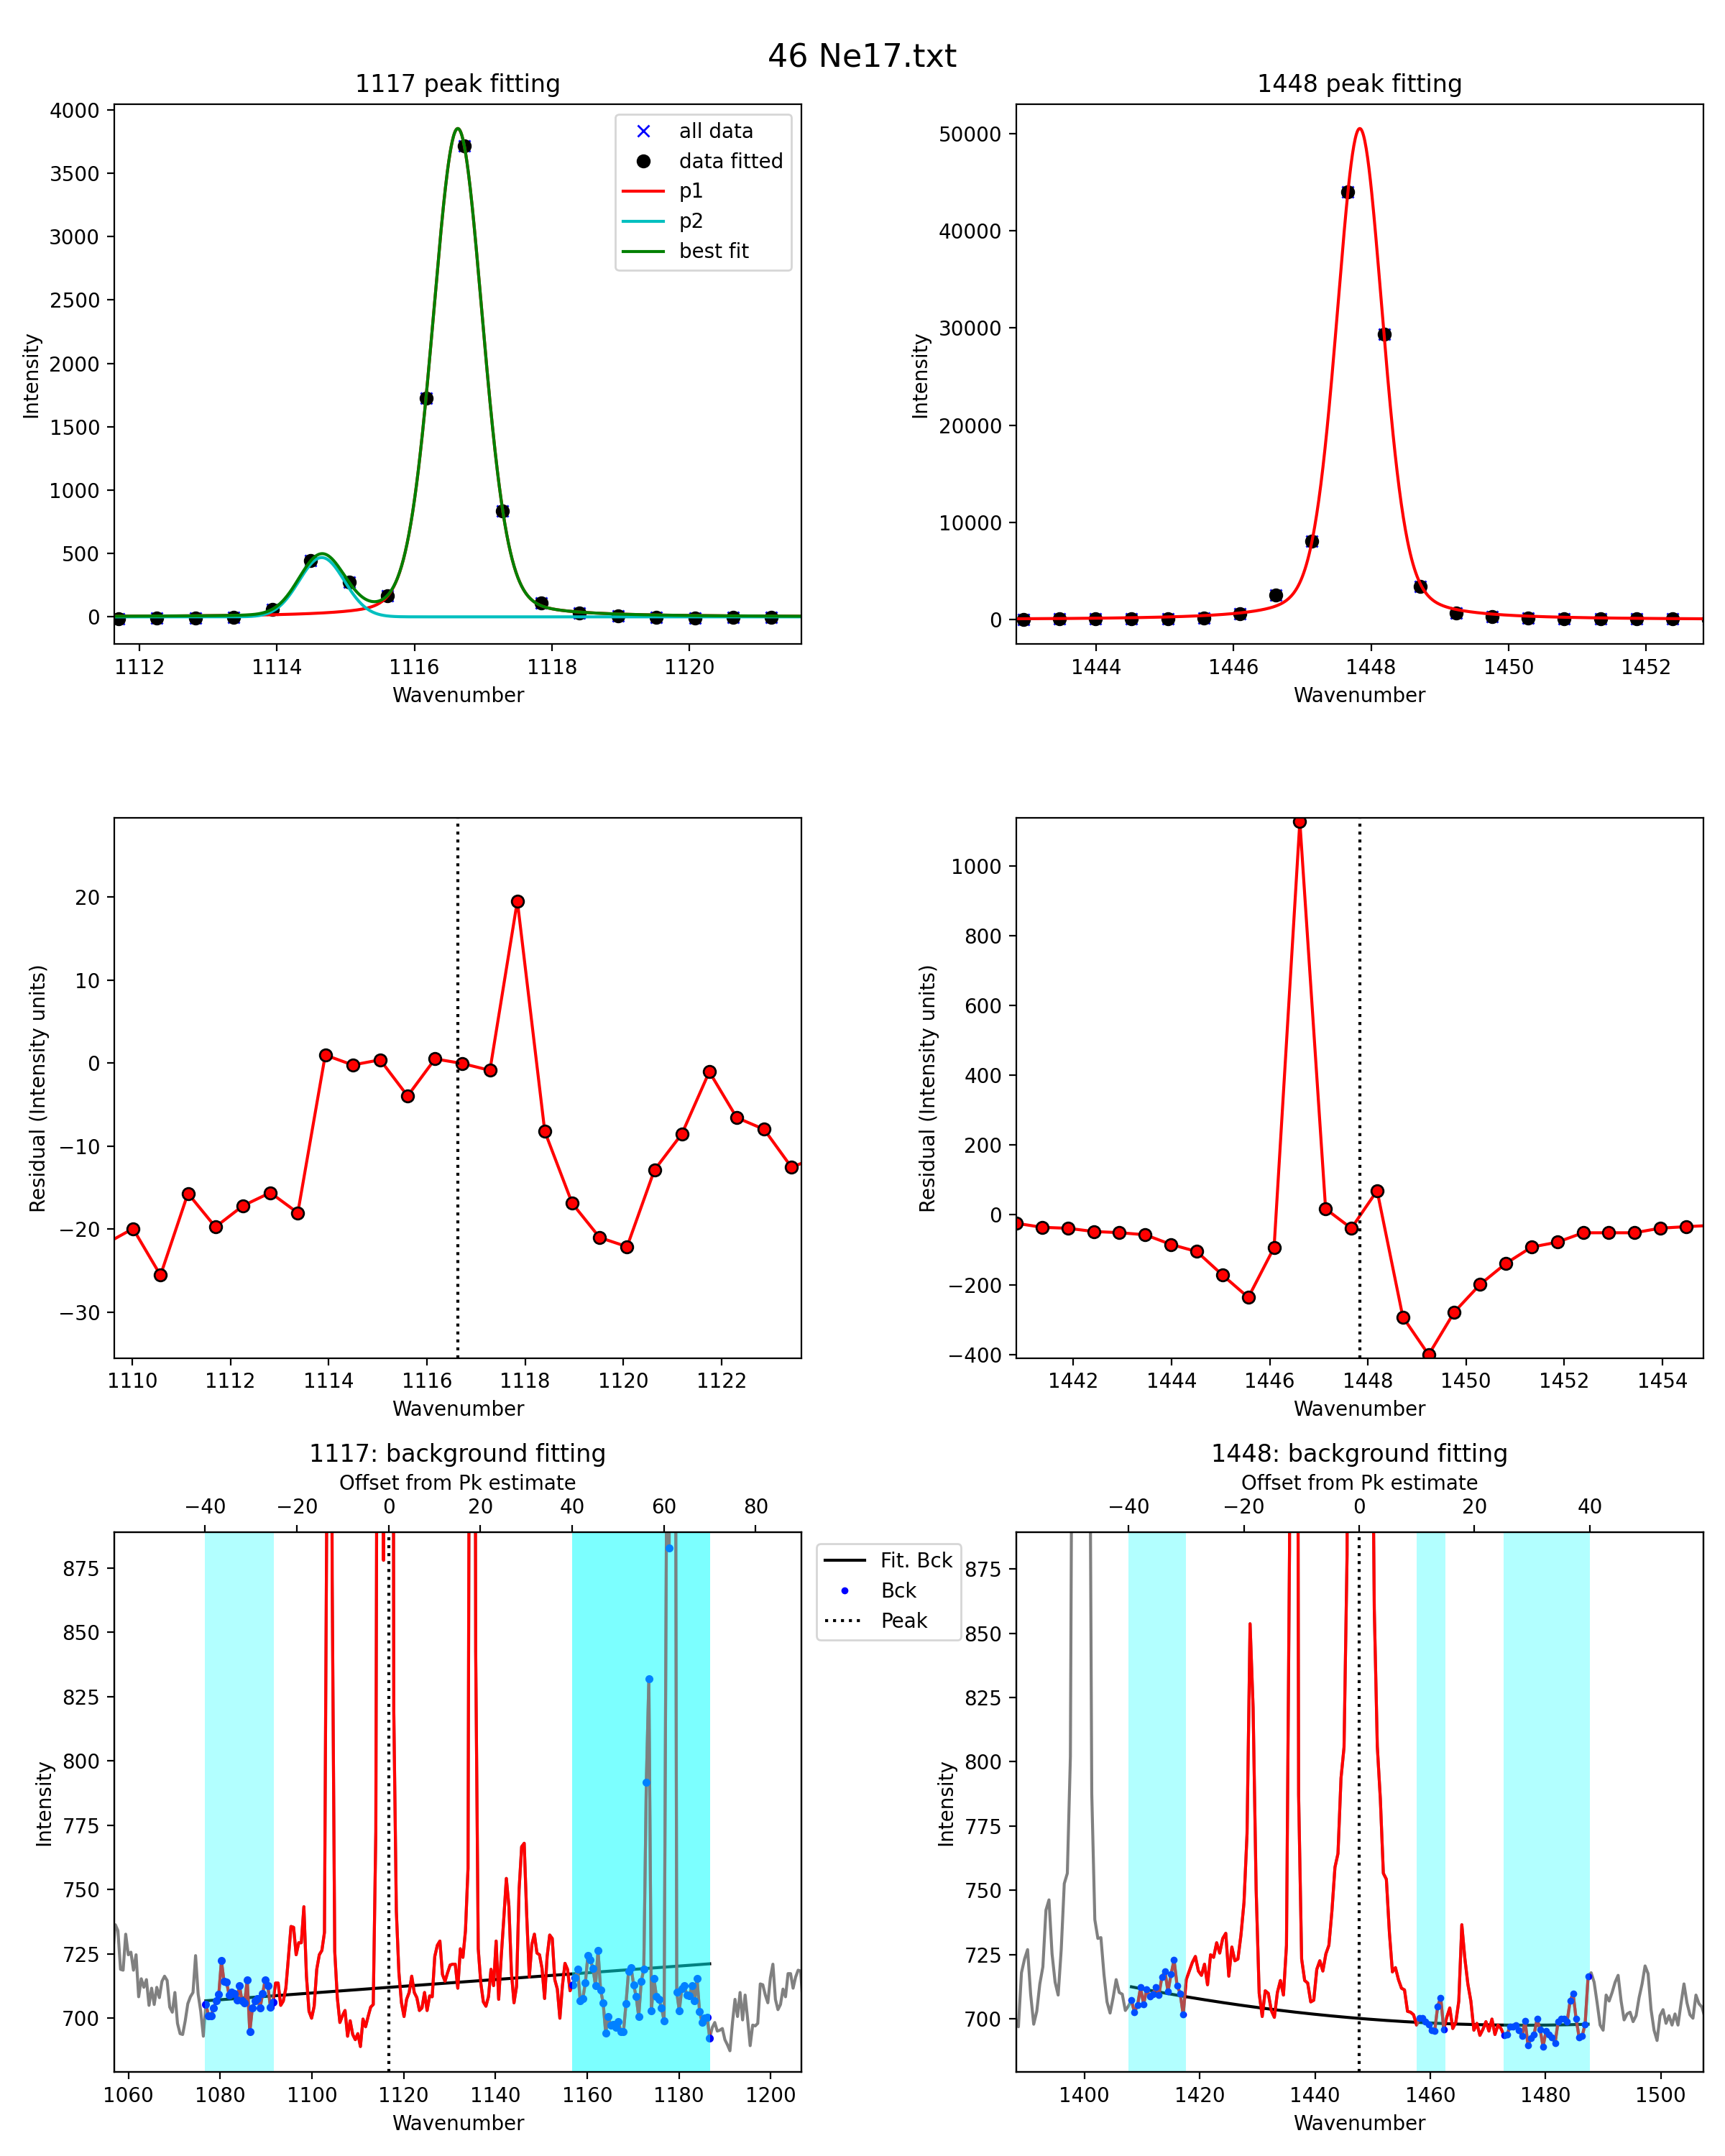 46 Ne17.txt
1117 peak fitting
1448 peak fitting
4000
3500
3000
2500
2000
1500
1000
500
0
Intensity
all data
data fitted
p1
p2
best fit
1112 1114 1116 1118 1120
Wavenumber
50000
40000
30000
20000
10000
0
Intensity
1444 1446 1448 1450 1452
Wavenumber
20
10
0
−10
−20
−30
Residual (Intensity units)
1110 1112 1114 1116 1118 1120 1122
Wavenumber
1000
800
600
400
200
0
−200
−400
Residual (Intensity units)
1442 1444 1446 1448 1450 1452 1454
Wavenumber
1117: background fitting
Offset from Pk estimate
−40 −20 0 20 40 60 80
875
850
825
800
775
750
725
700
Intensity
1060 1080 1100 1120 1140 1160 1180 1200
Wavenumber
Fit. Bck
Bck
Peak
1448: background fitting
Offset from Pk estimate
−40 −20 0 20 40
875
850
825
800
775
750
725
700
Intensity
1400 1420 1440 1460 1480 1500
Wavenumber